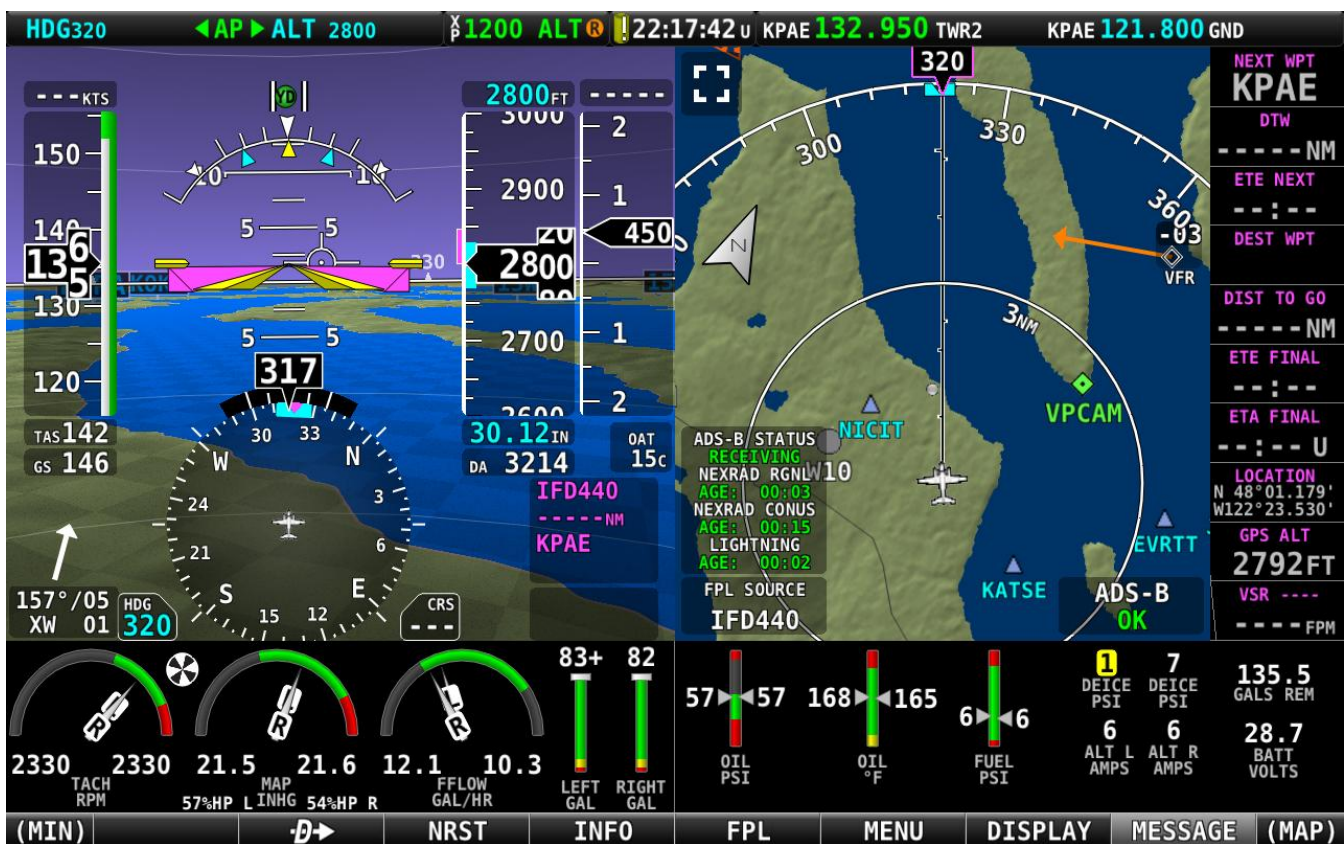 HDG320 ◄AP► ALT 2800 XP1200 ALT R 22:17:42 U KPAE 132.950 TWR2 KPAE 121.800 GND
---KTS
YD
2800FT -----
150
140
136
5
130
120
10 10
5 5
5 5
330
3000
2900
20
2800
80
2700
2600
2
1
450
1
2
317
TAS142
GS 146
30.12IN
DA 3214
OAT
15C
W 30 33 N 3 6 E 12 15 S 21 24
IFD440
-----NM
KPAE
157°/05
XW 01
HDG
320
CRS
---
320
300
330
360
-03
VFR
N
3NM
VPCAM
NICIT
W10
EVRTT
KATSE
ADS-B STATUS
RECEIVING
NEXRAD RGNL
AGE: 00:03
NEXRAD CONUS
AGE: 00:15
LIGHTNING
AGE: 00:02
FPL SOURCE
IFD440
ADS-B
OK
NEXT WPT
KPAE
DTW
-----NM
ETE NEXT
--:--
DEST WPT
DIST TO GO
-----NM
ETE FINAL
--:--
ETA FINAL
--:-- U
LOCATION
N 48°01.179'
W122°23.530'
GPS ALT
2792FT
VSR ----
----FPM
R
2330 2330
TACH
RPM
R
21.5 21.6
MAP
57%HP L INHG 54%HP R
L R
12.1 10.3
FFLOW
GAL/HR
83+ 82
LEFT
GAL
RIGHT
GAL
57 57
OIL
PSI
168 165
OIL
°F
6 6
FUEL
PSI
1
DEICE
PSI
7
DEICE
PSI
6
ALT L
AMPS
6
ALT R
AMPS
135.5
GALS REM
28.7
BATT
VOLTS
(MIN) D NRST INFO FPL MENU DISPLAY MESSAGE (MAP)